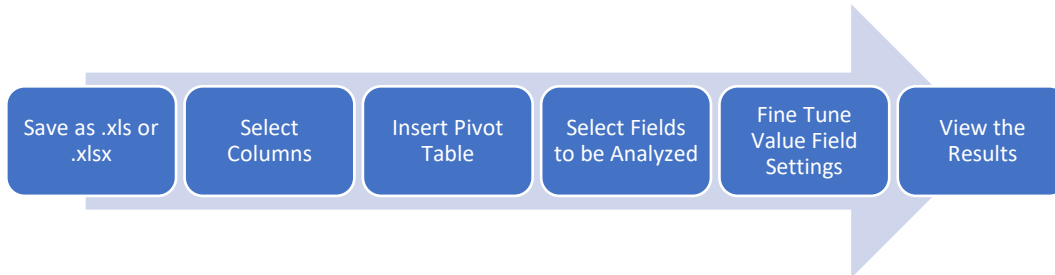 Save as .xls or
.xlsx
Select
Columns
Insert Pivot
Table
Select Fields
to be Analyzed
Fine Tune
Value Field
Settings
View the
Results